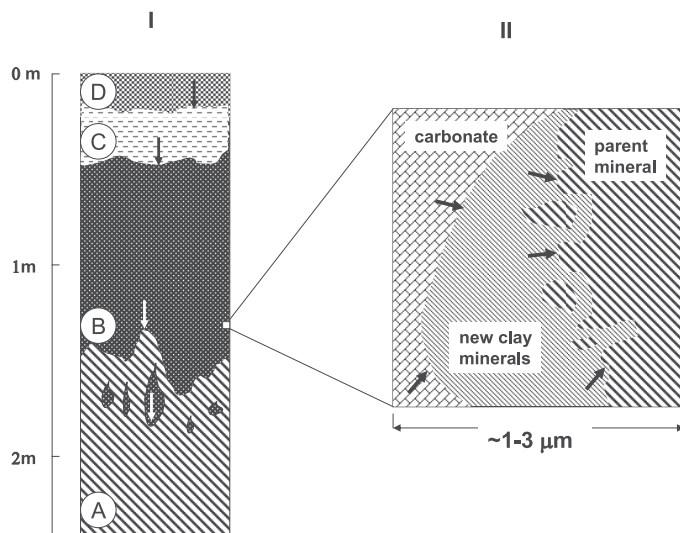 I
II
0 m
D
C
1m
B
2m
A
carbonate
parent
mineral
new clay
minerals
~1-3 μm